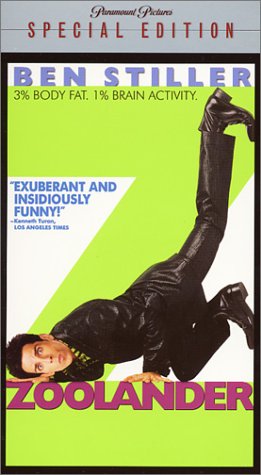 Paramount Pictures
SPECIAL EDITION
BEN STILLER
3% BODY FAT. 1% BRAIN ACTIVITY.
"EXUBERANT AND
INSIDIOUSLY
FUNNY!"
–Kenneth Turan,
LOS ANGELES TIMES
ZOOLANDER